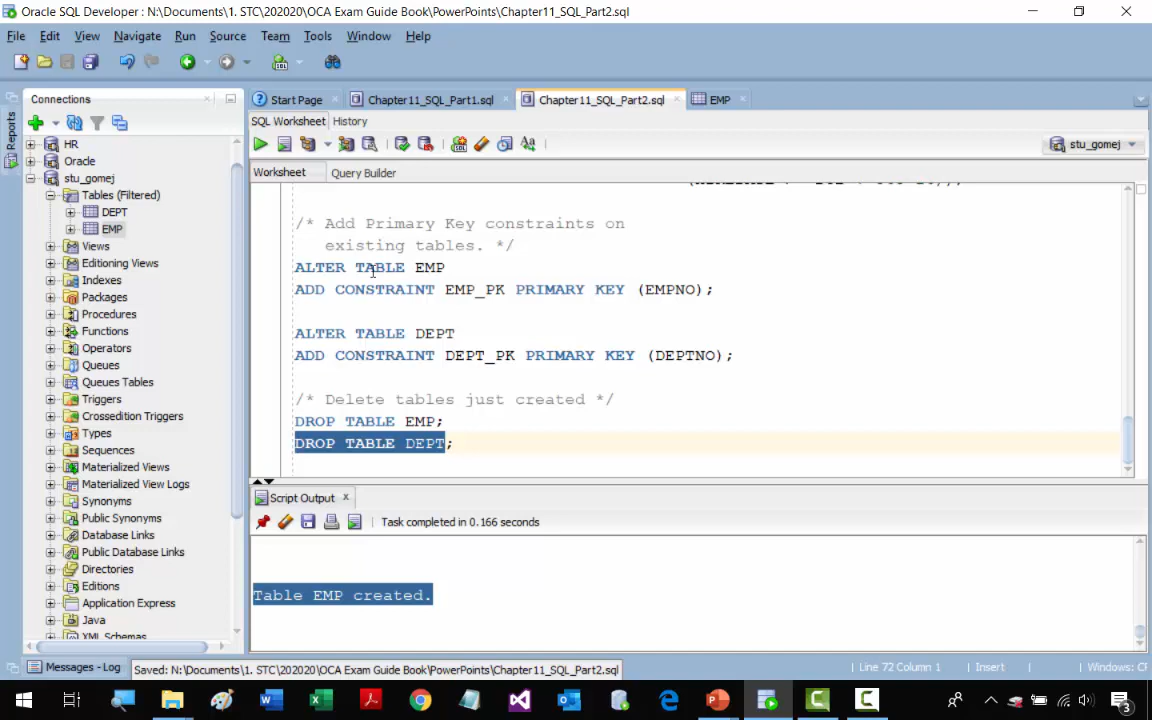 Oracle SQL Developer : N:\Documents\1. STC\202020\OCA Exam Guide Book\PowerPoints\Chapter11_SQL_Part2.sql
File Edit View Navigate Run Source Team Tools Window Help
Connections
Start Page
Chapter11_SQL_Part1.sql
Chapter11_SQL_Part2.sql
EMP
SQL Worksheet History
stu_gomej
Worksheet Query Builder
Reports
HR
Oracle
stu_gomej
Tables (Filtered)
DEPT
EMP
Views
Editioning Views
Indexes
Packages
Procedures
Functions
Operators
Queues
Queues Tables
Triggers
Crossedition Triggers
Types
Sequences
Materialized Views
Materialized View Logs
Synonyms
Public Synonyms
Database Links
Public Database Links
Directories
Editions
Application Express
Java
XML Schemas
/* Add Primary Key constraints on
existing tables. */
ALTER TABLE EMP
ADD CONSTRAINT EMP_PK PRIMARY KEY (EMPNO);
ALTER TABLE DEPT
ADD CONSTRAINT DEPT_PK PRIMARY KEY (DEPTNO);
/* Delete tables just created */
DROP TABLE EMP;
DROP TABLE DEPT;
Script Output
Task completed in 0.166 seconds
Table EMP created.
Messages - Log
Saved: N:\Documents\1. STC\202020\OCA Exam Guide Book\PowerPoints\Chapter11_SQL_Part2.sql
Line 72 Column 1
Insert
Windows: CF
3